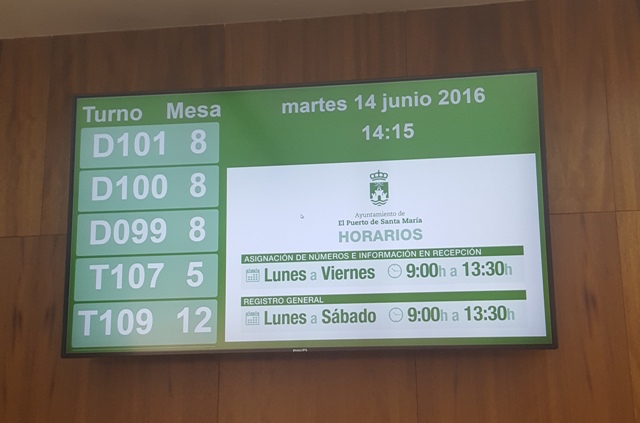 Turno Mesa
D101 8
D100 8
D099 8
T107 5
T109 12
martes 14 junio 2016
14:15
Ayuntamiento de
El Puerto de Santa María
HORARIOS
ASIGNACIÓN DE NÚMEROS E INFORMACIÓN EN RECEPCIÓN
Lunes a Viernes 9:00h a 13:30h
REGISTRO GENERAL
Lunes a Sábado 9:00h a 13:30h
PHILIPS